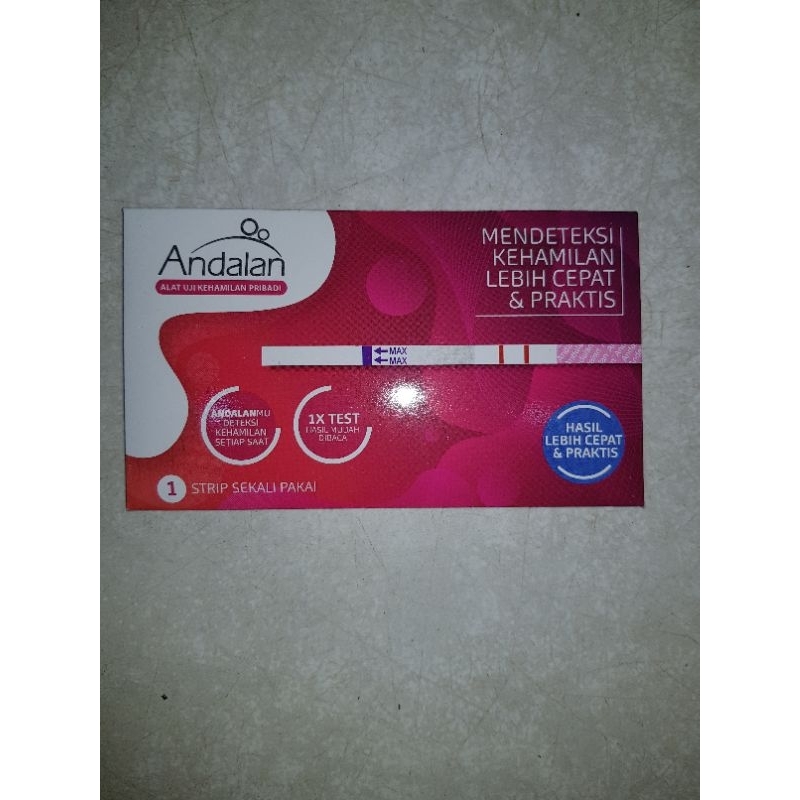 Andalan
ALAT UJI KEHAMILAN PRIBADI
MENDETEKSI
KEHAMILAN
LEBIH CEPAT
& PRAKTIS
MAX
MAX
ANDALANMU
DETEKSI
KEHAMILAN
SETIAP SAAT
1X TEST
HASIL MUDAH
DIBACA
HASIL
LEBIH CEPAT
& PRAKTIS
1 STRIP SEKALI PAKAI